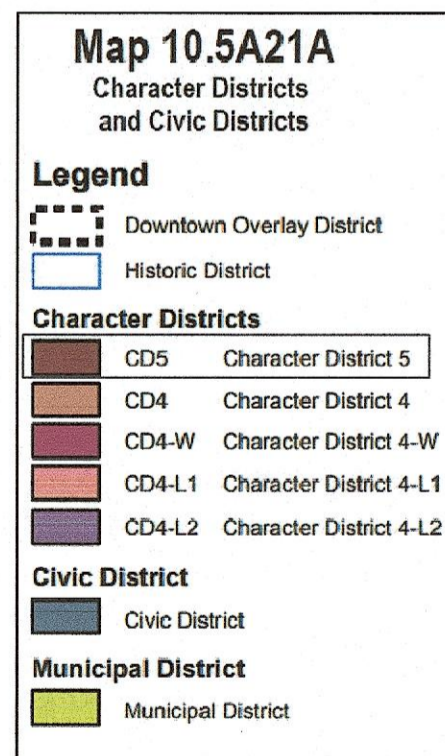 Map 10.5A21A
Character Districts
and Civic Districts
Legend
Downtown Overlay District
Historic District
Character Districts
CD5 Character District 5
CD4 Character District 4
CD4-W Character District 4-W
CD4-L1 Character District 4-L1
CD4-L2 Character District 4-L2
Civic District
Civic District
Municipal District
Municipal District